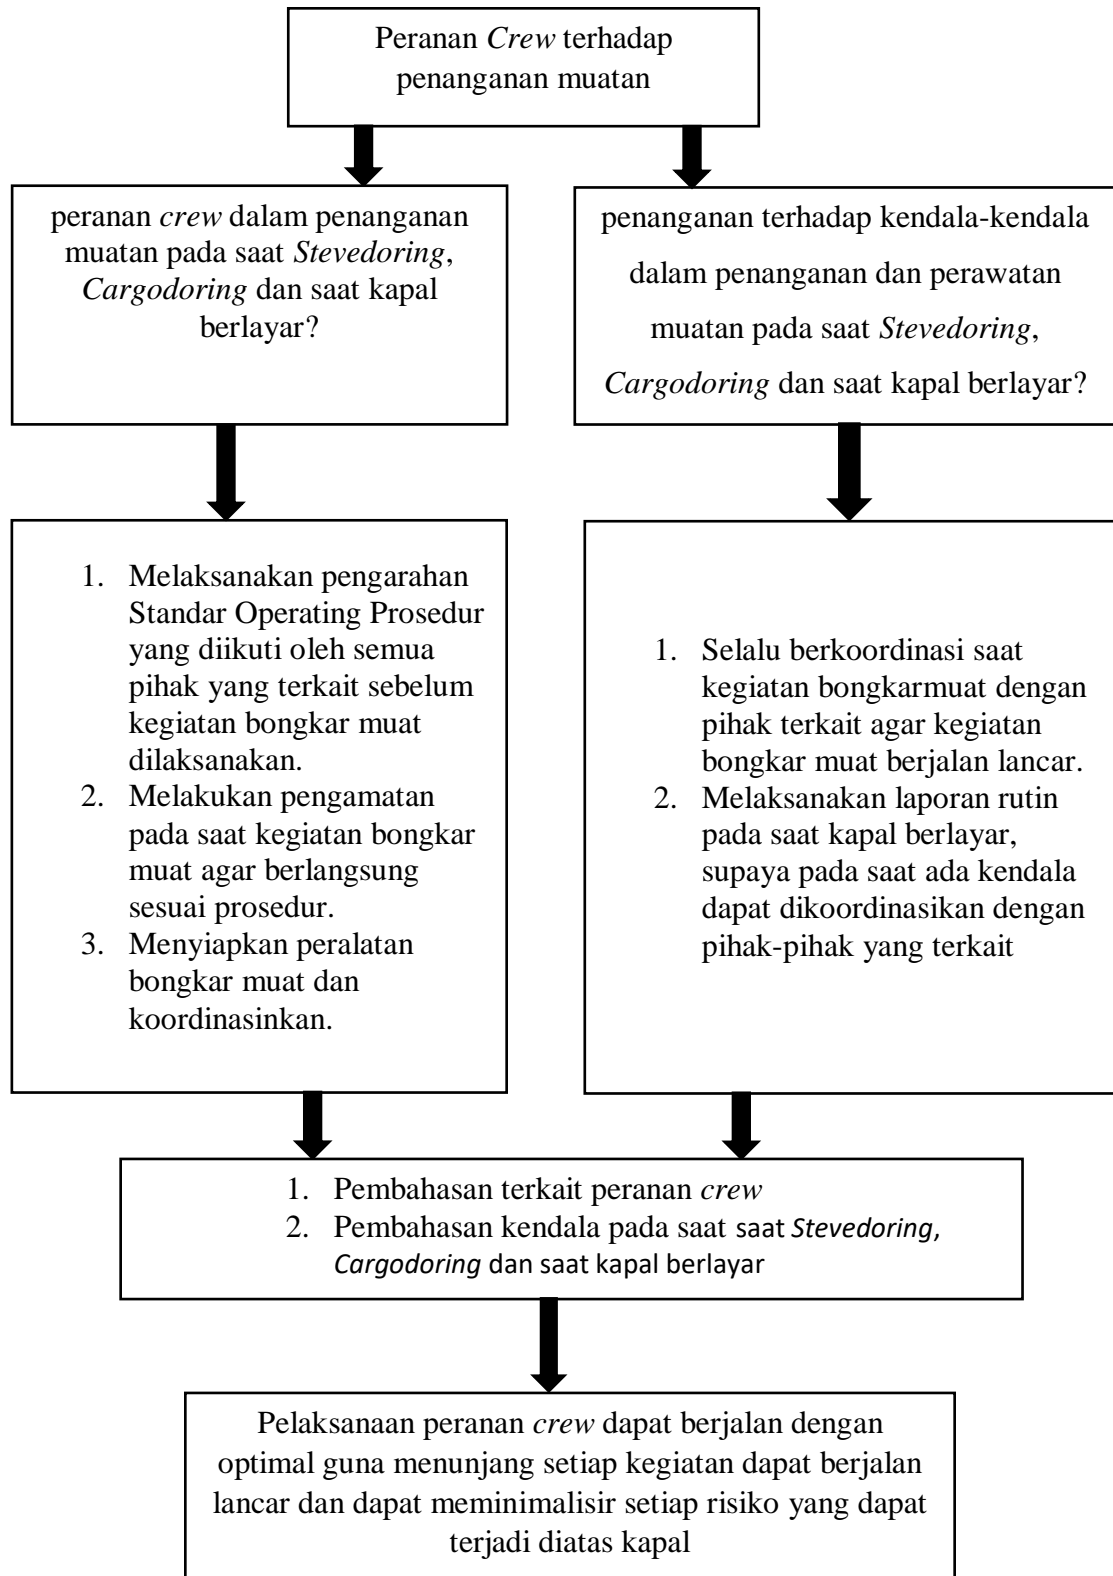 Peranan Crew terhadap
penanganan muatan
peranan crew dalam penanganan
muatan pada saat Stevedoring,
Cargodoring dan saat kapal
berlayar?
penanganan terhadap kendala-kendala
dalam penanganan dan perawatan
muatan pada saat Stevedoring,
Cargodoring dan saat kapal berlayar?
1. Melaksanakan pengarahan
Standar Operating Prosedur
yang diikuti oleh semua
pihak yang terkait sebelum
kegiatan bongkar muat
dilaksanakan.
2. Melakukan pengamatan
pada saat kegiatan bongkar
muat agar berlangsung
sesuai prosedur.
3. Menyiapkan peralatan
bongkar muat dan
koordinasinkan.
1. Selalu berkoordinasi saat
kegiatan bongkarmuat dengan
pihak terkait agar kegiatan
bongkar muat berjalan lancar.
2. Melaksanakan laporan rutin
pada saat kapal berlayar,
supaya pada saat ada kendala
dapat dikoordinasikan dengan
pihak-pihak yang terkait
1. Pembahasan terkait peranan crew
2. Pembahasan kendala pada saat saat Stevedoring,
Cargodoring dan saat kapal berlayar
Pelaksanaan peranan crew dapat berjalan dengan
optimal guna menunjang setiap kegiatan dapat berjalan
lancar dan dapat meminimalisir setiap risiko yang dapat
terjadi diatas kapal